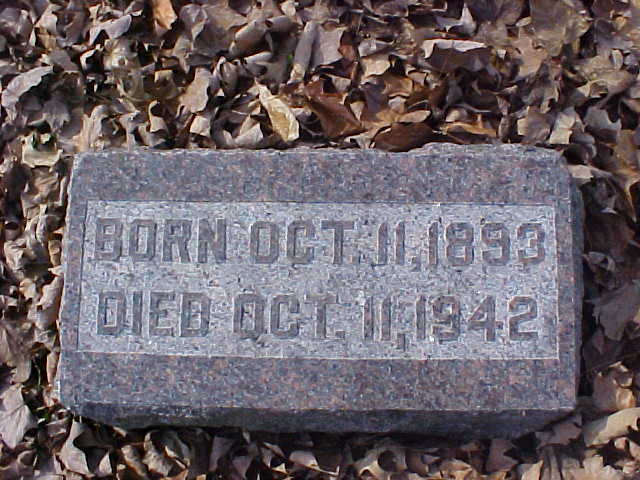 BORN OCT. 11, 1893
DIED OCT. 11, 1942